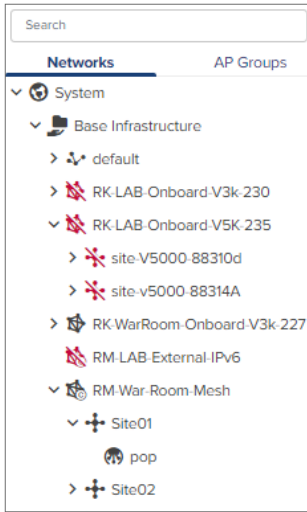 Search
Networks AP Groups
System
Base Infrastructure
default
RK-LAB-Onboard-V3k-230
RK-LAB-Onboard-V5K-235
site-V5000-88310d
site-v5000-88314A
RK-WarRoom-Onboard-V3k-227
RM-LAB-External-IPv6
RM-War-Room-Mesh
Site01
pop
Site02